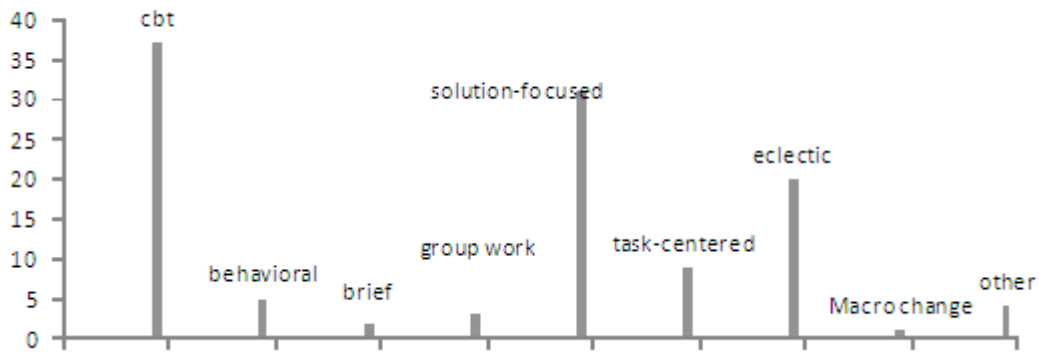 40
cbt
35
30
solution-focused
25
20
eclectic
15
10
group work
task-centered
5
behavioral
brief
Macro change
other
0